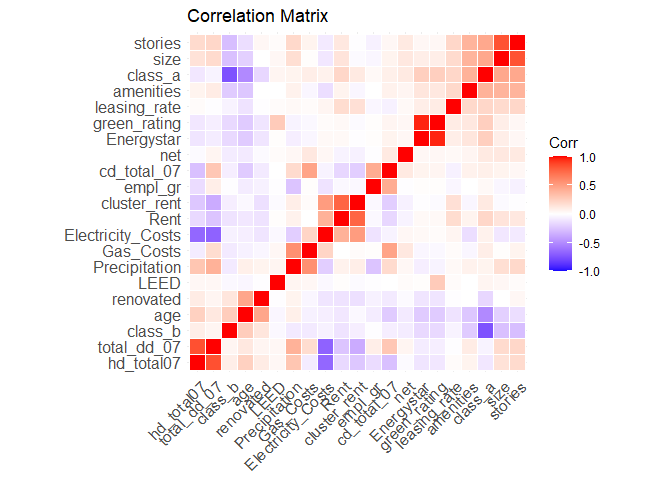 Correlation Matrix
stories
size
class_a
amenities
leasing_rate
green_rating
Energystar
net
cd_total_07
empl_gr
cluster_rent
Rent
Electricity_Costs
Gas_Costs
Precipitation
LEED
renovated
age
class_b
total_dd_07
hd_total07
Corr
1.0
0.5
0.0
-0.5
-1.0
hd_total07
total_dd_07
class_b
age
renovated
LEED
Precipitation
Gas_Costs
Electricity_Costs
Rent
cluster_rent
empl_gr
cd_total_07
net
Energystar
green_rating
leasing_rate
amenities
class_a
size
stories